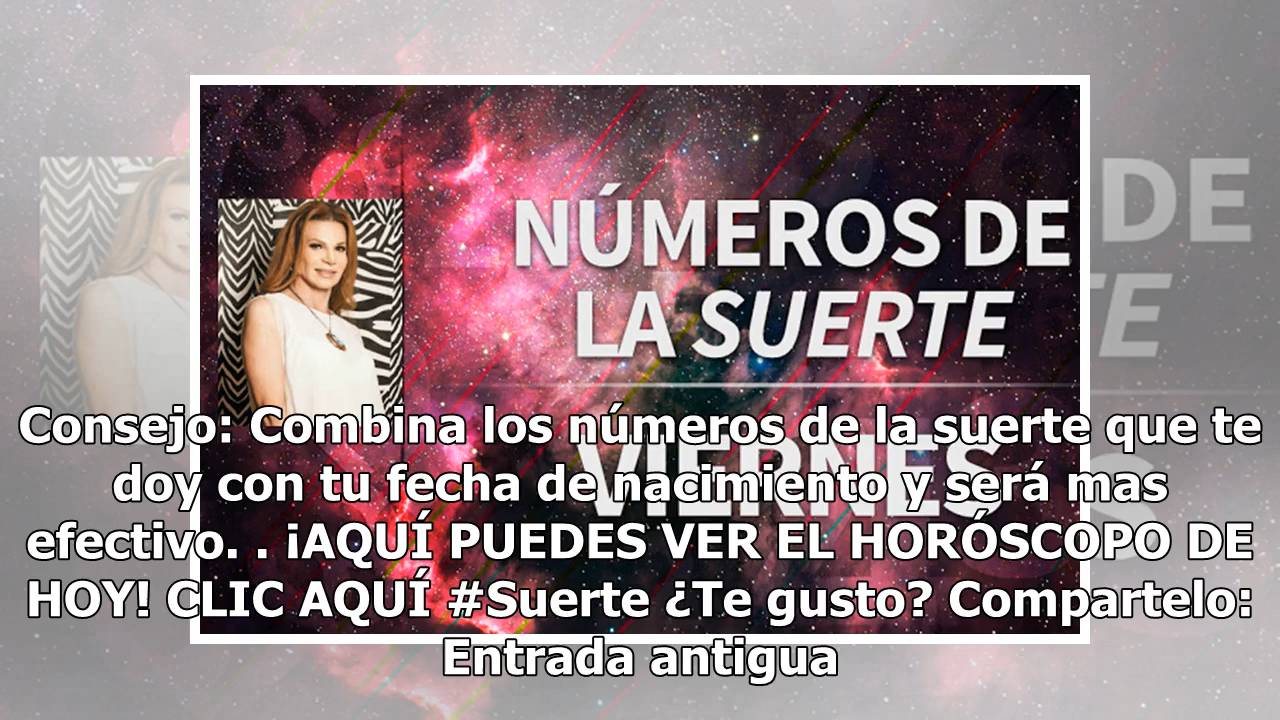 NÚMEROS DE
LA SUERTE
VIERNES
Consejo: Combina los números de la suerte que te
doy con tu fecha de nacimiento y será mas
efectivo. . ¡AQUÍ PUEDES VER EL HORÓSCOPO DE
HOY! CLIC AQUÍ #Suerte ¿Te gusto? Compartelo:
Entrada antigua
DE
TE
S